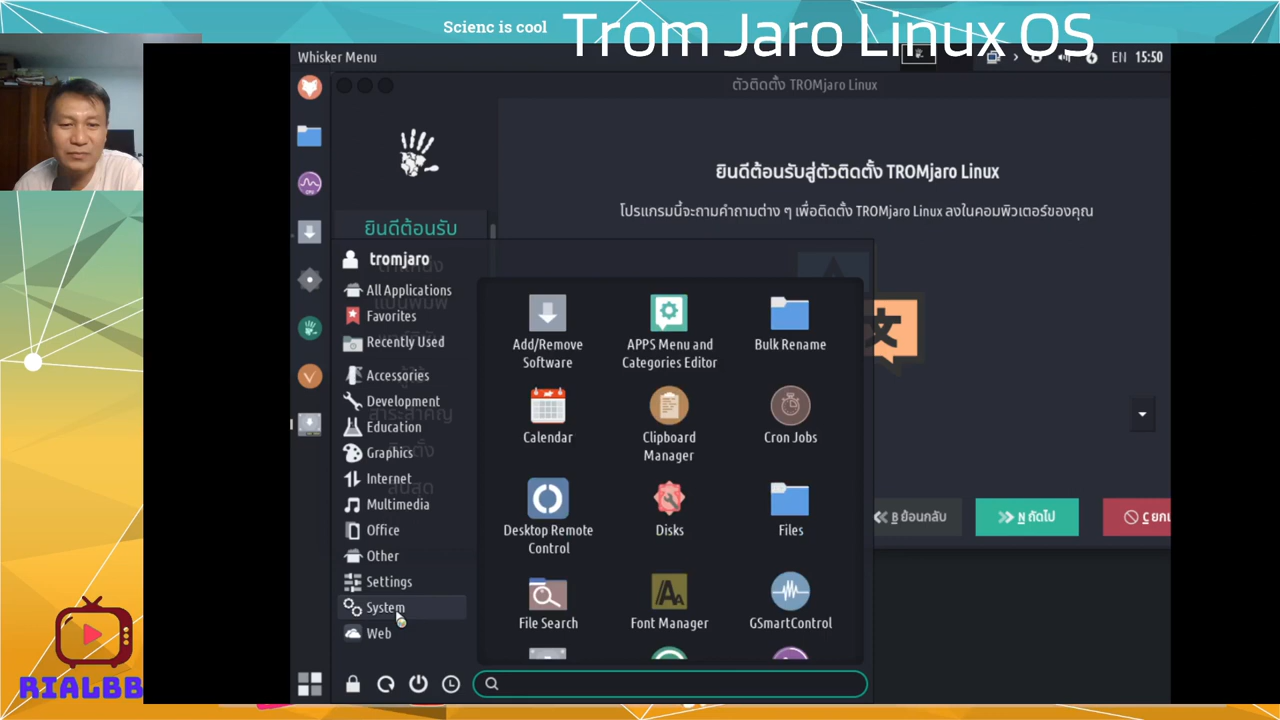 Scienc is cool
Trom Jaro Linux OS
Whisker Menu
EN 15:50
ตัวติดตั้ง TROMjaro Linux
ยินดีต้อนรับสู่ตัวติดตั้ง TROMjaro Linux
โปรแกรมนี้จะถามคำถามต่าง ๆ เพื่อติดตั้ง TROMjaro Linux ลงในคอมพิวเตอร์ของคุณ
ยินดีต้อนรับ
tromjaro
All Applications
Favorites
Recently Used
Accessories
Development
Education
Graphics
Internet
Multimedia
Office
Other
Settings
System
Web
Add/Remove
Software
APPS Menu and
Categories Editor
Bulk Rename
Calendar
Clipboard
Manager
Cron Jobs
Desktop Remote
Control
Disks
Files
File Search
Font Manager
GSmartControl
B ย้อนกลับ
N ถัดไป
C ยกเ
RIALBB